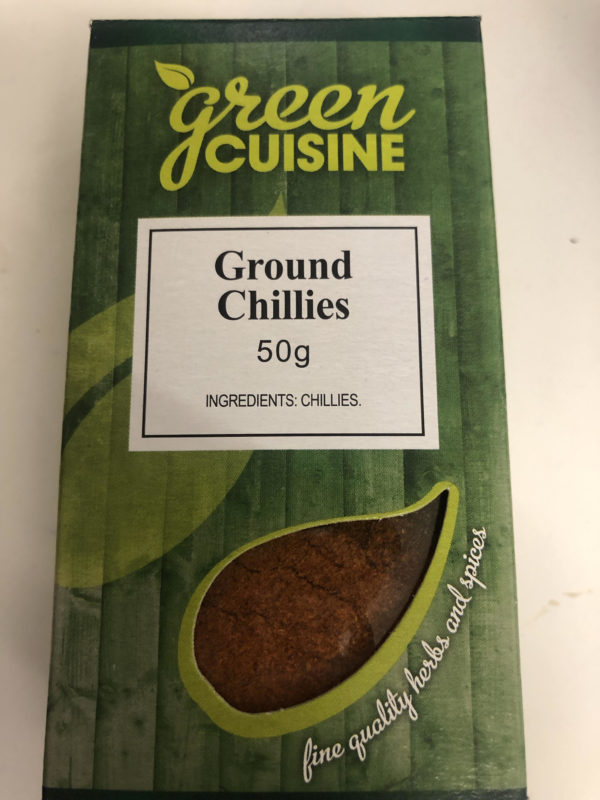 green
CUISINE
Ground
Chillies
50g
INGREDIENTS: CHILLIES.
fine quality herbs and spices